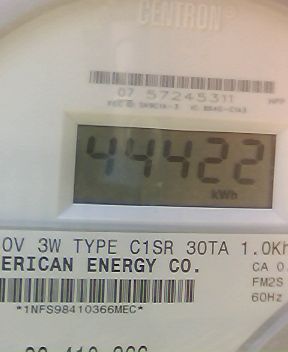 CENTRON®
07 57245311
44422
kWh
0V 3W TYPE C1SR 30TA 1.0Kh
ERICAN ENERGY CO.
CA 0.
FM2S
60Hz
*1NFS98410366MEC*